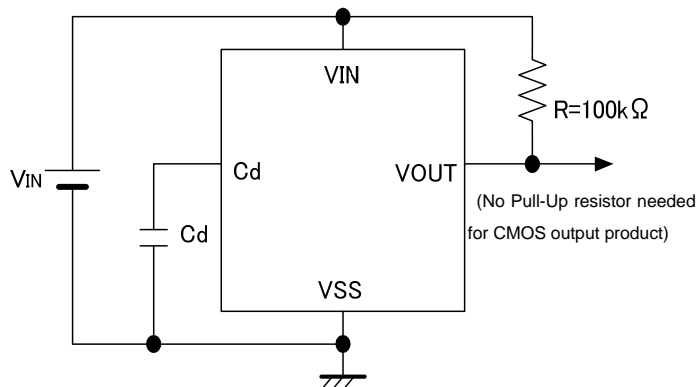 VIN
R=100kΩ
VIN
Cd
VOUT
(No Pull-Up resistor needed
for CMOS output product)
Cd
VSS